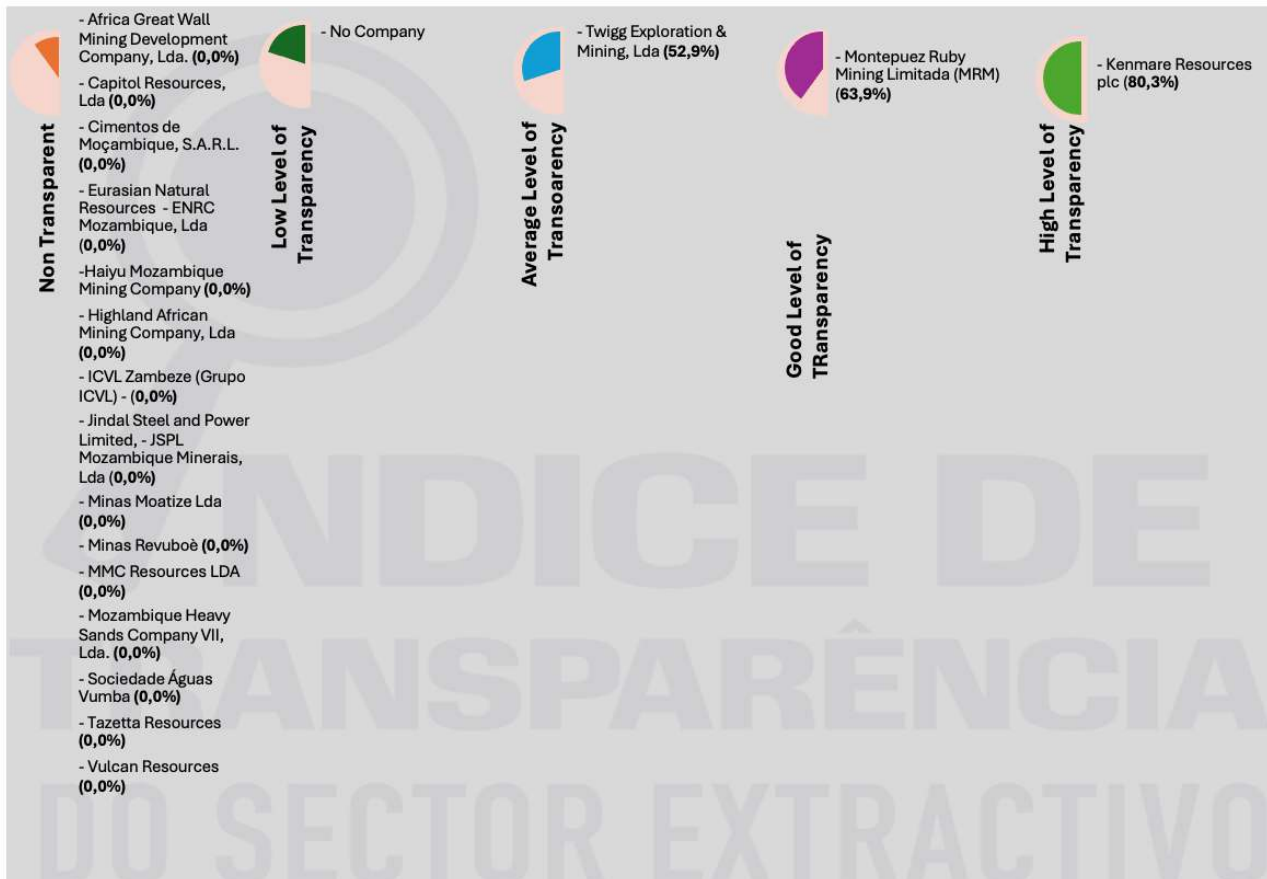 - Africa Great Wall
Mining Development
Company, Lda. (0,0%)
- Capitol Resources,
Lda (0,0%)
- Cimentos de
Moçambique, S.A.R.L.
(0,0%)
- Eurasian Natural
Resources - ENRC
Mozambique, Lda
(0,0%)
-Haiyu Mozambique
Mining Company (0,0%)
- Highland African
Mining Company, Lda
(0,0%)
- ICVL Zambeze (Grupo
ICVL) - (0,0%)
- Jindal Steel and Power
Limited, - JSPL
Mozambique Minerais,
Lda (0,0%)
- Minas Moatize Lda
(0,0%)
- Minas Revuboè (0,0%)
- MMC Resources LDA
(0,0%)
- Mozambique Heavy
Sands Company VII,
Lda. (0,0%)
- Sociedade Águas
Vumba (0,0%)
- Tazetta Resources
(0,0%)
- Vulcan Resources
(0,0%)
Non Transparent
- No Company
Low Level of
Transparency
- Twigg Exploration &
Mining, Lda (52,9%)
Average Level of
Transoarency
- Montepuez Ruby
Mining Limitada (MRM)
(63,9%)
Good Level of
TRansparency
- Kenmare Resources
plc (80,3%)
High Level of
Transparency
NDICE DE
TRANSPARÊNCIA
DO SECTOR EXTRACTIVO